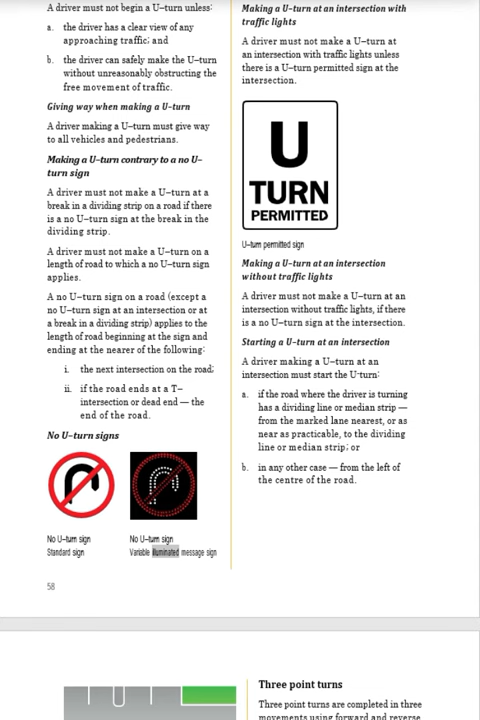 A driver must not begin a U–turn unless:
a. the driver has a clear view of any
approaching traffic; and
b. the driver can safely make the U–turn
without unreasonably obstructing the
free movement of traffic.
Giving way when making a U–turn
A driver making a U–turn must give way
to all vehicles and pedestrians.
Making a U–turn contrary to a no U–
turn sign
A driver must not make a U–turn at a
break in a dividing strip on a road if there
is a no U–turn sign at the break in the
dividing strip.
A driver must not make a U–turn on a
length of road to which a no U–turn sign
applies.
A no U–turn sign on a road (except a
no U–turn sign at an intersection or at
a break in a dividing strip) applies to the
length of road beginning at the sign and
ending at the nearer of the following:
i. the next intersection on the road;
ii. if the road ends at a T–
intersection or dead end — the
end of the road.
No U–turn signs
No U–turn sign
Standard sign
No U–turn sign
Variable illuminated message sign
58
Making a U–turn at an intersection with
traffic lights
A driver must not make a U–turn at
an intersection with traffic lights unless
there is a U–turn permitted sign at the
intersection.
U
TURN
PERMITTED
U–turn permitted sign
Making a U–turn at an intersection
without traffic lights
A driver must not make a U–turn at an
intersection without traffic lights, if there
is a no U–turn sign at the intersection.
Starting a U–turn at an intersection
A driver making a U–turn at an
intersection must start the U-turn:
a. if the road where the driver is turning
has a dividing line or median strip —
from the marked lane nearest, or as
near as practicable, to the dividing
line or median strip; or
b. in any other case — from the left of
the centre of the road.
Three point turns
Three point turns are completed in three
movements using forward and reverse